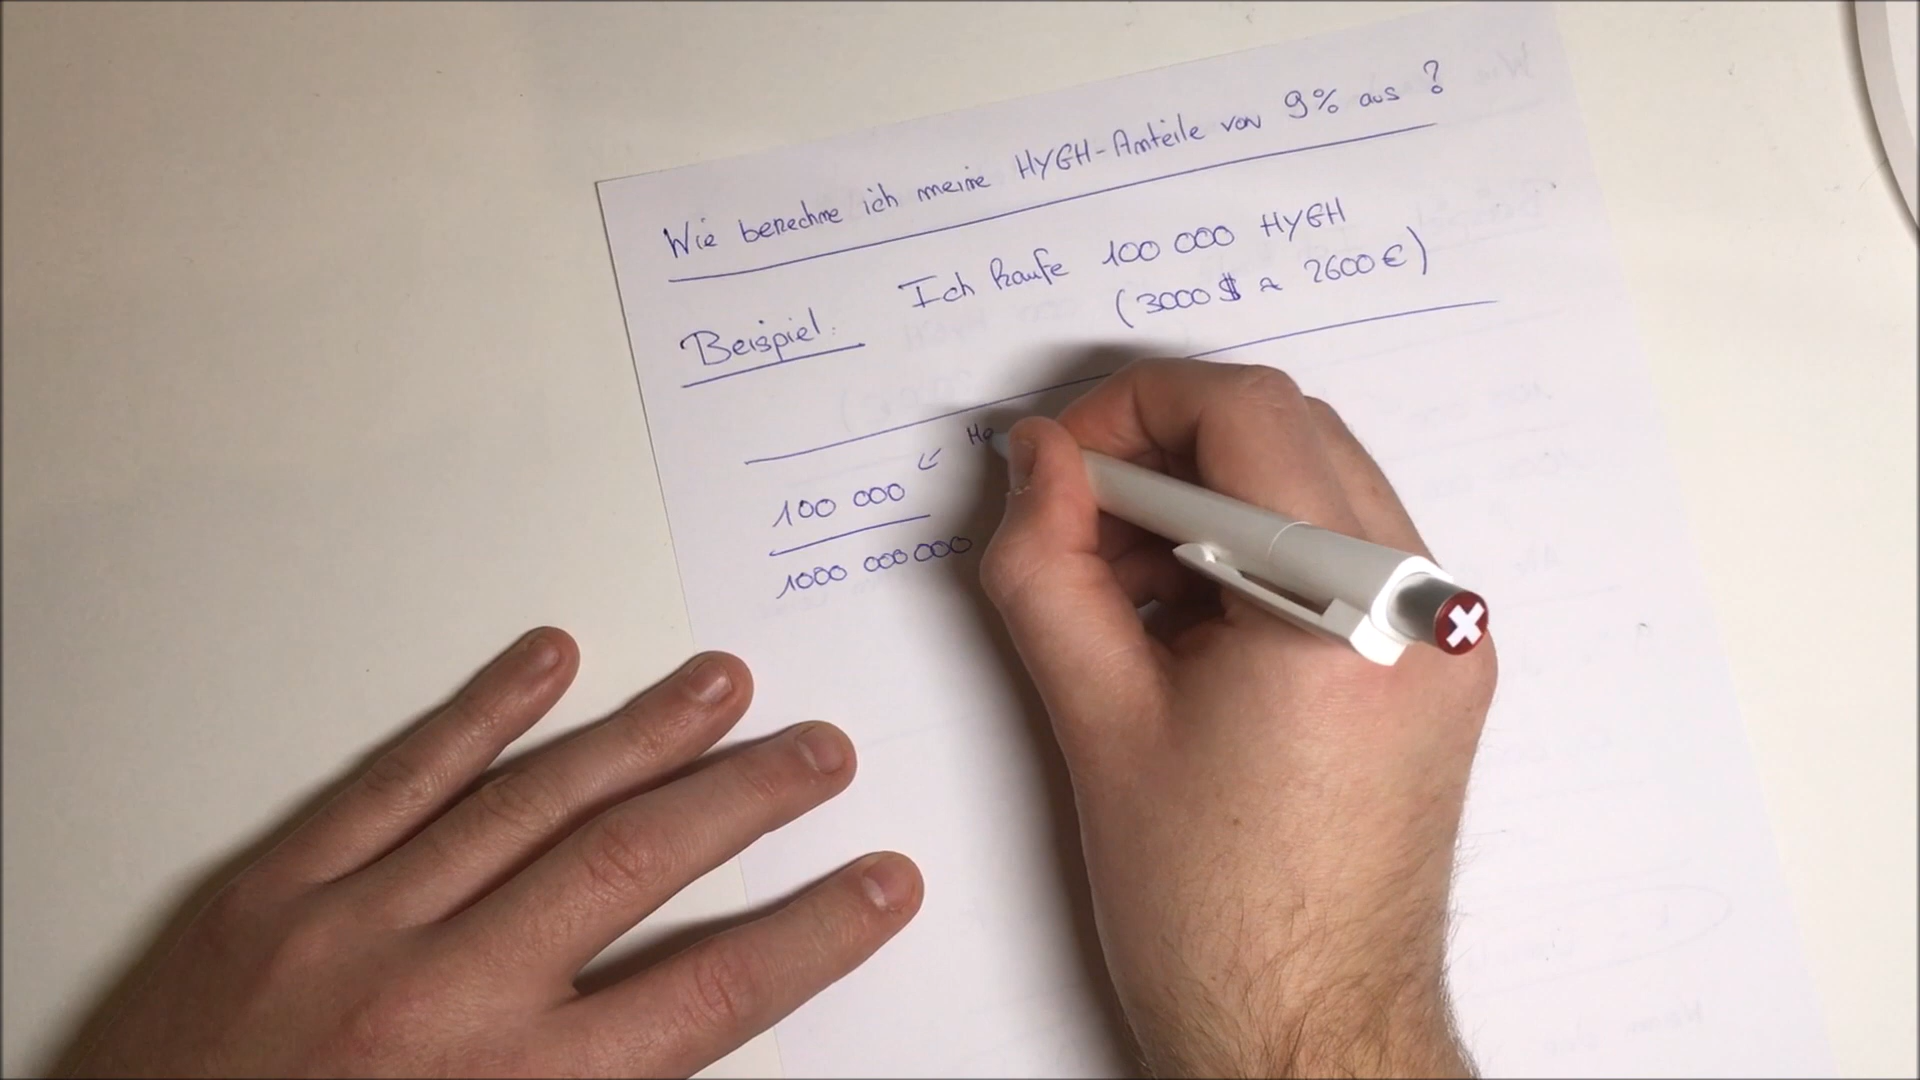 Wie berechne ich meine HYGH-Anteile von 9% aus ?
Beispiel: Ich kaufe 100 000 HYGH
(3000 $ ≈ 2600 €)
100 000 ↙
1000 000 000